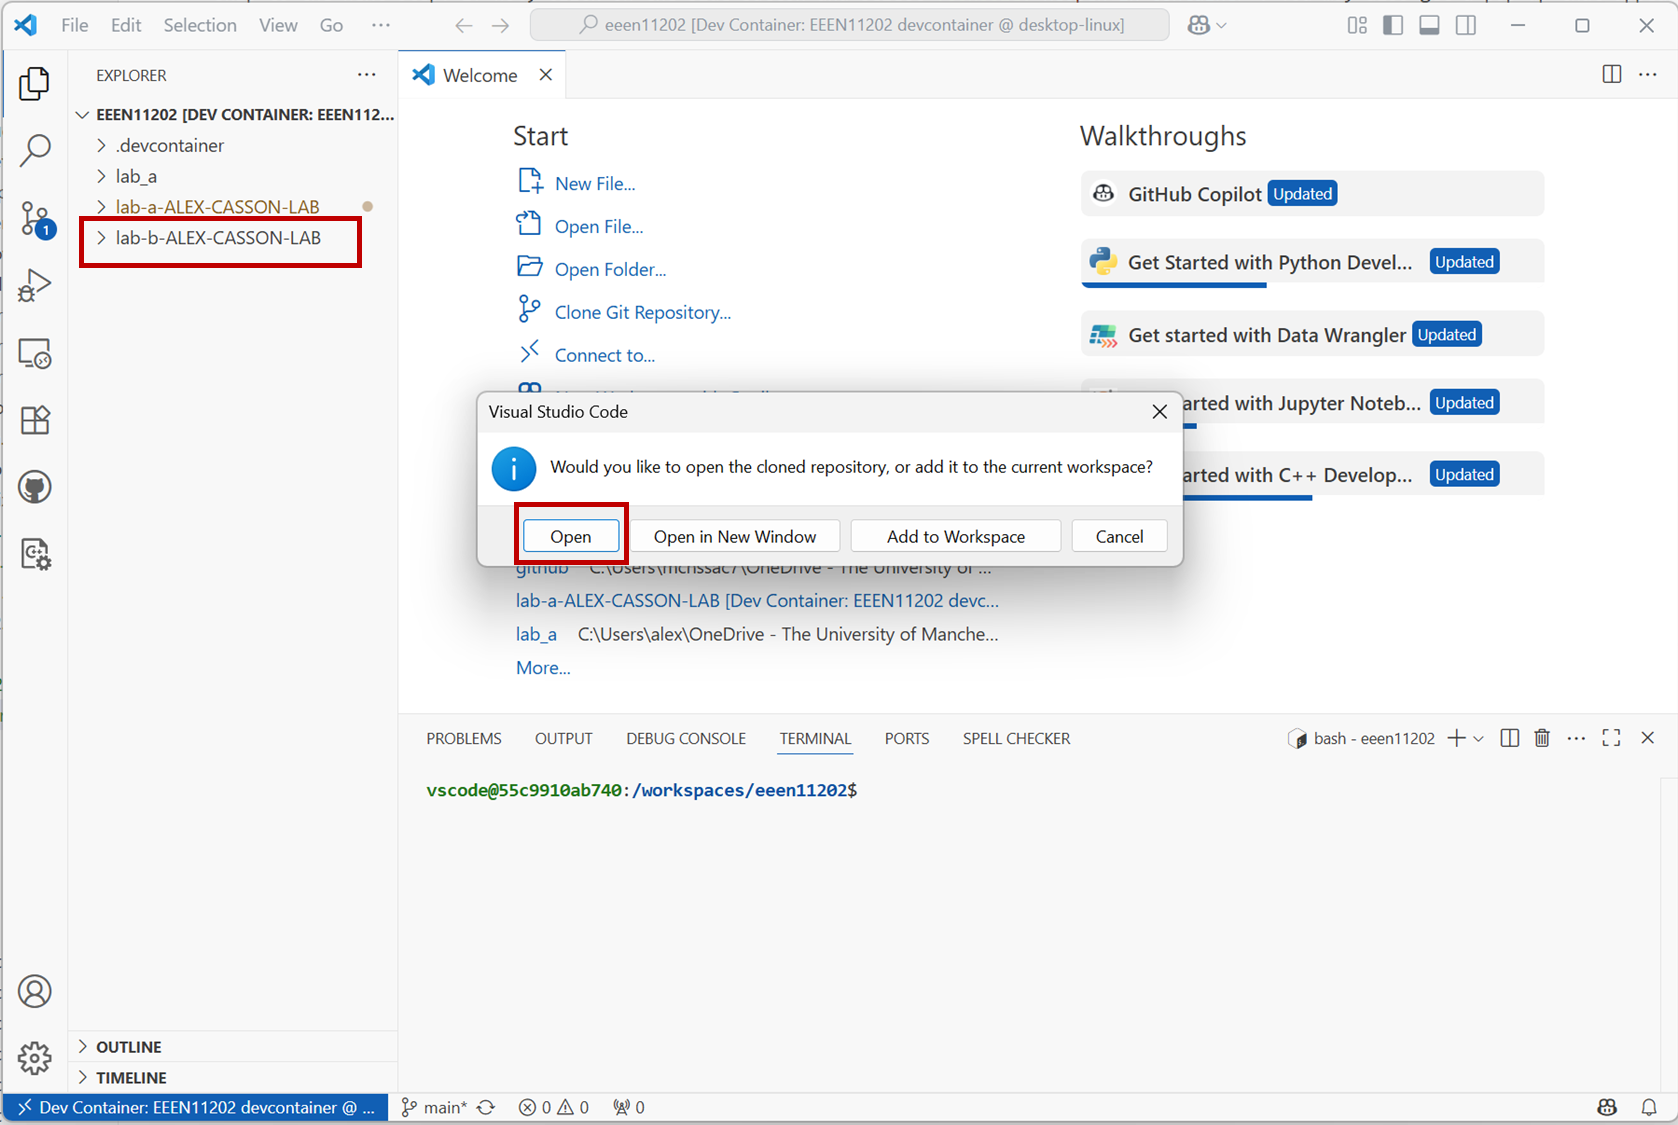 File Edit Selection View Go ···
eeen11202 [Dev Container: EEEN11202 devcontainer @ desktop-linux]
EXPLORER
EEEN11202 [DEV CONTAINER: EEEN112...
.devcontainer
lab_a
lab-a-ALEX-CASSON-LAB
lab-b-ALEX-CASSON-LAB
1
OUTLINE
TIMELINE
Welcome
Start
New File...
Open File...
Open Folder...
Clone Git Repository...
Connect to...
Walkthroughs
GitHub Copilot Updated
Get Started with Python Devel... Updated
Get started with Data Wrangler Updated
arted with Jupyter Noteb... Updated
arted with C++ Develop... Updated
Visual Studio Code
Would you like to open the cloned repository, or add it to the current workspace?
Open Open in New Window Add to Workspace Cancel
github C:\Users\mchssac7\OneDrive - The University of ...
lab-a-ALEX-CASSON-LAB [Dev Container: EEEN11202 devc...
lab_a C:\Users\alex\OneDrive - The University of Manche...
More...
PROBLEMS OUTPUT DEBUG CONSOLE TERMINAL PORTS SPELL CHECKER
bash - eeen11202
vscode@55c9910ab740:/workspaces/eeen11202$
Dev Container: EEEN11202 devcontainer @ ... main* 0 0 0